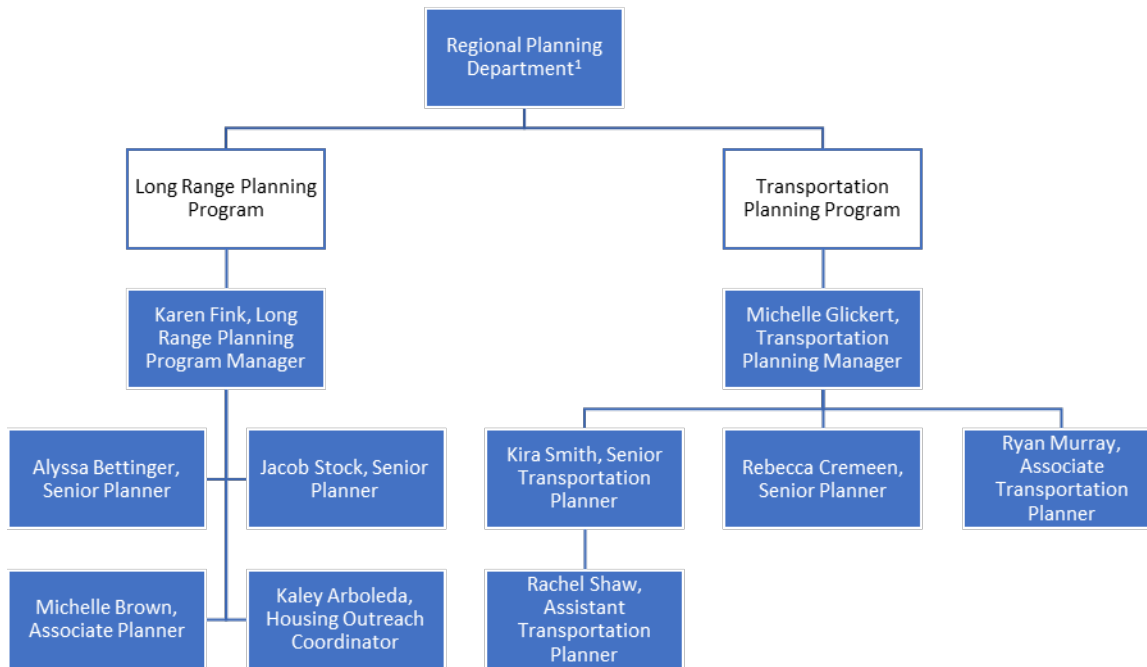 Regional Planning
Department¹
Long Range Planning
Program
Transportation
Planning Program
Karen Fink, Long
Range Planning
Program Manager
Michelle Glickert,
Transportation
Planning Manager
Alyssa Bettinger,
Senior Planner
Jacob Stock, Senior
Planner
Kira Smith, Senior
Transportation
Planner
Rebecca Cremeen,
Senior Planner
Ryan Murray,
Associate
Transportation
Planner
Michelle Brown,
Associate Planner
Kaley Arboleda,
Housing Outreach
Coordinator
Rachel Shaw,
Assistant
Transportation
Planner